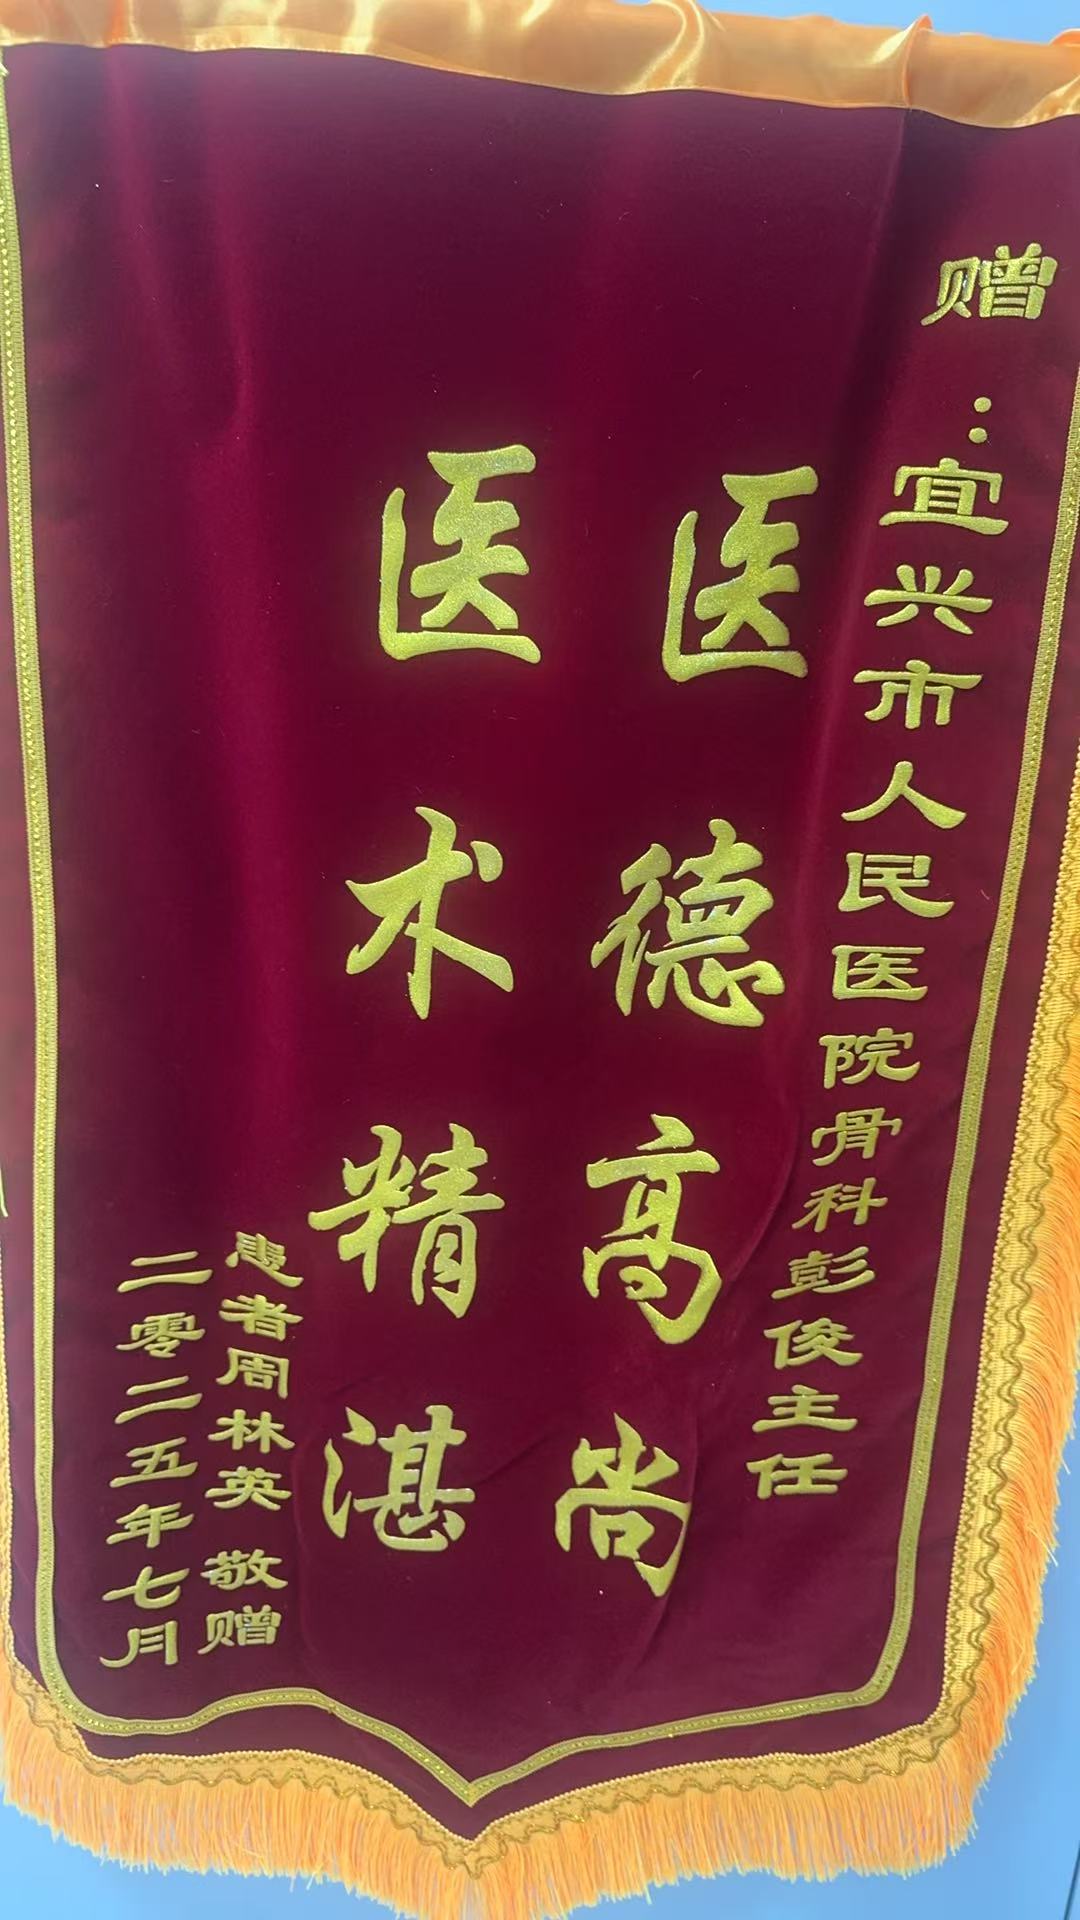 赠：宜兴市人民医院骨科彭俊主任
医德高尚
医术精湛
患者周林英 敬赠
二零二五年七月